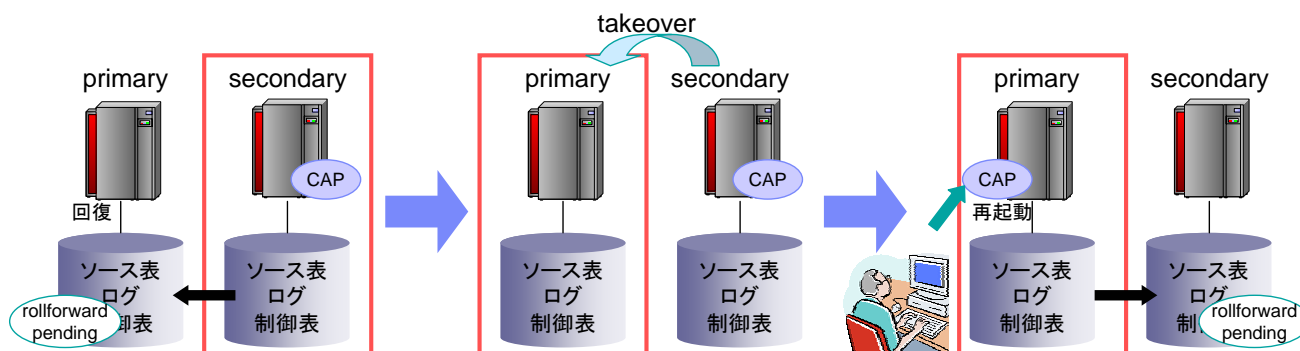 takeover
primary
secondary
CAP
回復
ソース表
ログ
制御表
rollforward
pending
ソース表
ログ
制御表
primary
secondary
CAP
ソース表
ログ
制御表
ソース表
ログ
制御表
primary
secondary
CAP
再起動
ソース表
ログ
制御表
ソース表
ログ
制
rollforward
pending